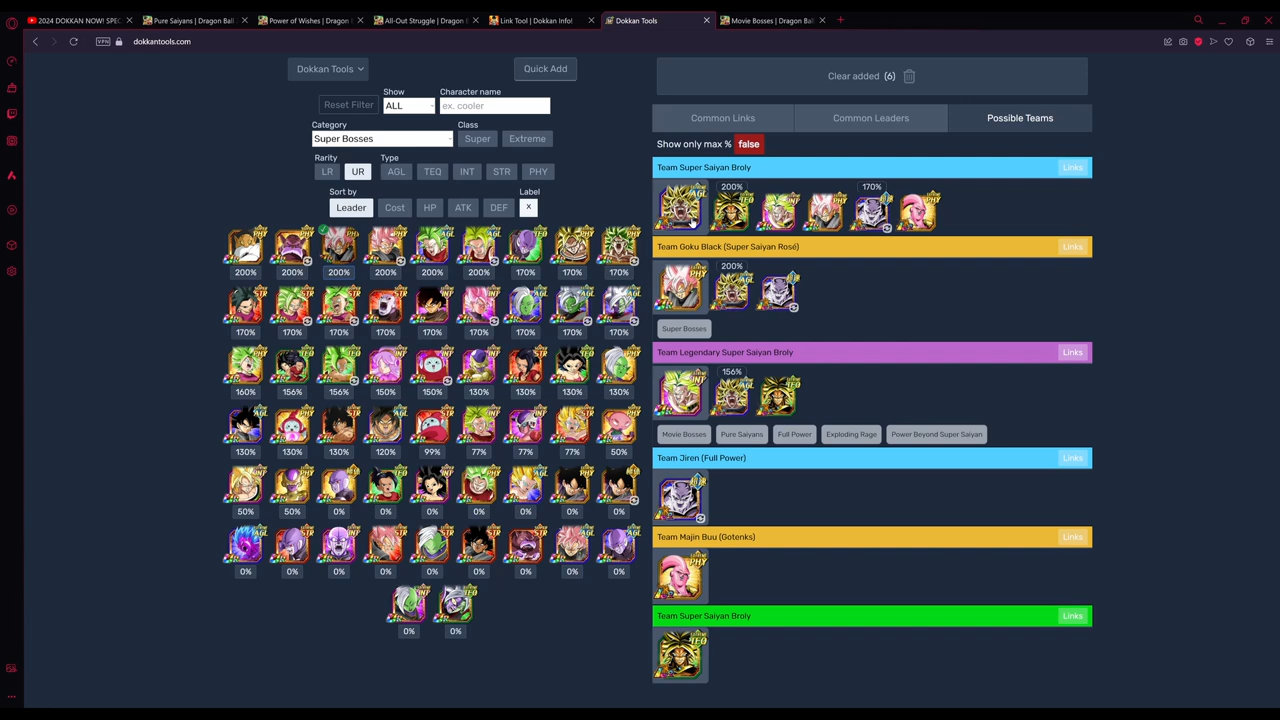 2024 DOKKAN NOW! SPEC
Pure Saiyans | Dragon Ball
Power of Wishes | Dragon B
All-Out Struggle | Dragon B
Link Tool | Dokkan Info!
Dokkan Tools
Movie Bosses | Dragon Ball
VPN
dokkantools.com
Dokkan Tools
Quick Add
Reset Filter
Show
ALL
Character name
ex. cooler
Category
Super Bosses
Class
Super
Extreme
Rarity
LR
UR
Type
AGL
TEQ
INT
STR
PHY
Sort by
Leader
Cost
HP
ATK
DEF
Label
X
200% 200% 200% 200% 200% 200% 170% 170% 170%
170% 170% 170% 170% 170% 170% 170% 170% 170%
160% 156% 156% 150% 150% 130% 130% 130% 130%
130% 130% 130% 120% 99% 77% 77% 77% 50%
50% 50% 0% 0% 0% 0% 0% 0% 0%
0% 0% 0% 0% 0% 0% 0% 0% 0%
0% 0%
Clear added (6)
Common Links
Common Leaders
Possible Teams
Show only max % false
Team Super Saiyan Broly
Links
200%
170%
Team Goku Black (Super Saiyan Rosé)
Links
200%
Super Bosses
Team Legendary Super Saiyan Broly
Links
156%
Movie Bosses
Pure Saiyans
Full Power
Exploding Rage
Power Beyond Super Saiyan
Team Jiren (Full Power)
Links
Team Majin Buu (Gotenks)
Links
Team Super Saiyan Broly
Links